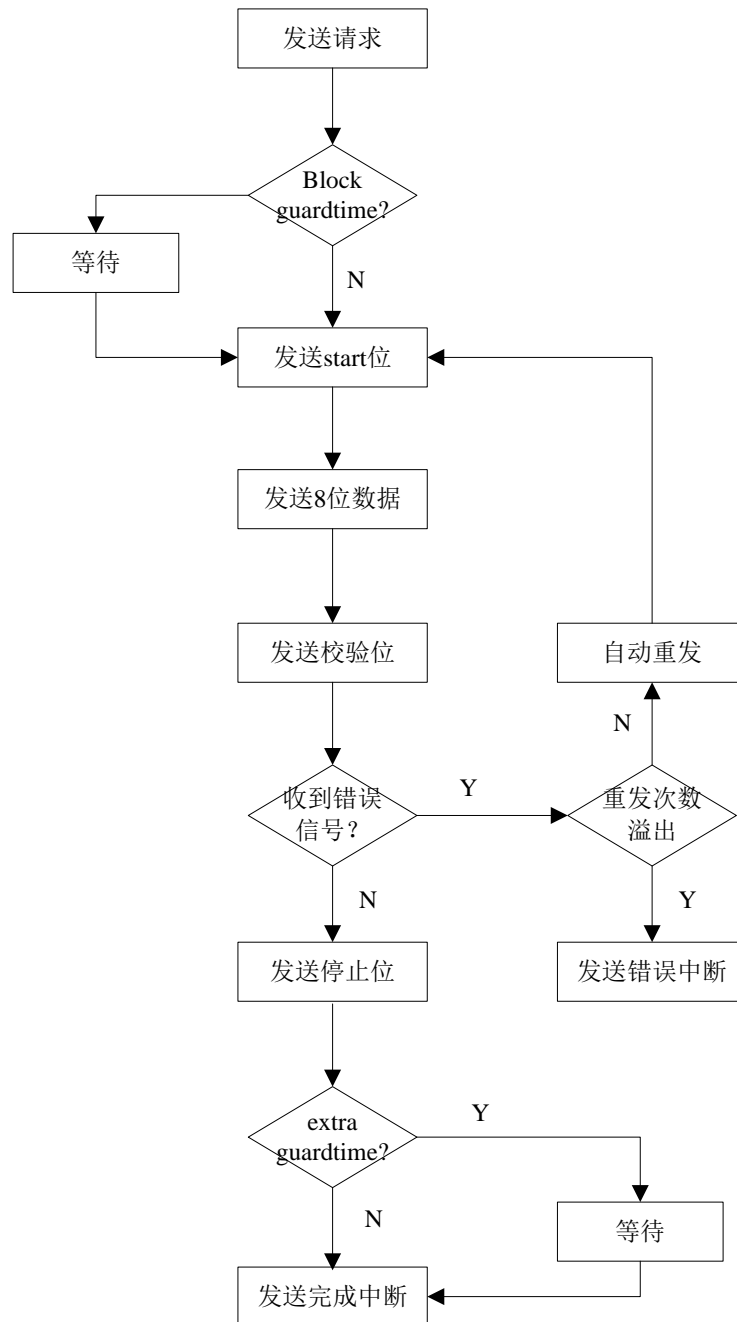 发送请求
Block
guardtime?
等待
N
发送start位
发送8位数据
发送校验位
自动重发
N
收到错误
信号？
Y
重发次数
溢出
N
Y
发送停止位
发送错误中断
extra
guardtime?
Y
N
等待
发送完成中断